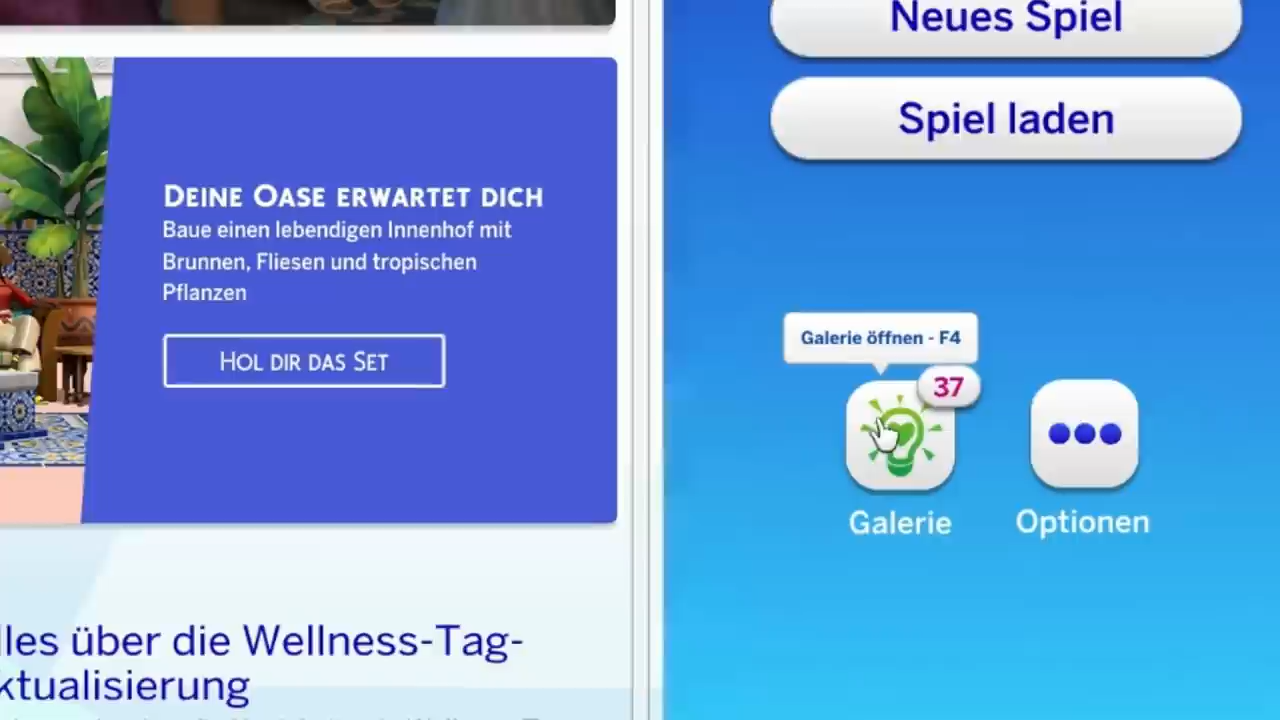 Neues Spiel
Spiel laden
DEINE OASE ERWARTET DICH
Baue einen lebendigen Innenhof mit
Brunnen, Fliesen und tropischen
Pflanzen
HOL DIR DAS SET
Galerie öffnen - F4
37
Galerie
Optionen
lles über die Wellness-Tag-
ktualisierung